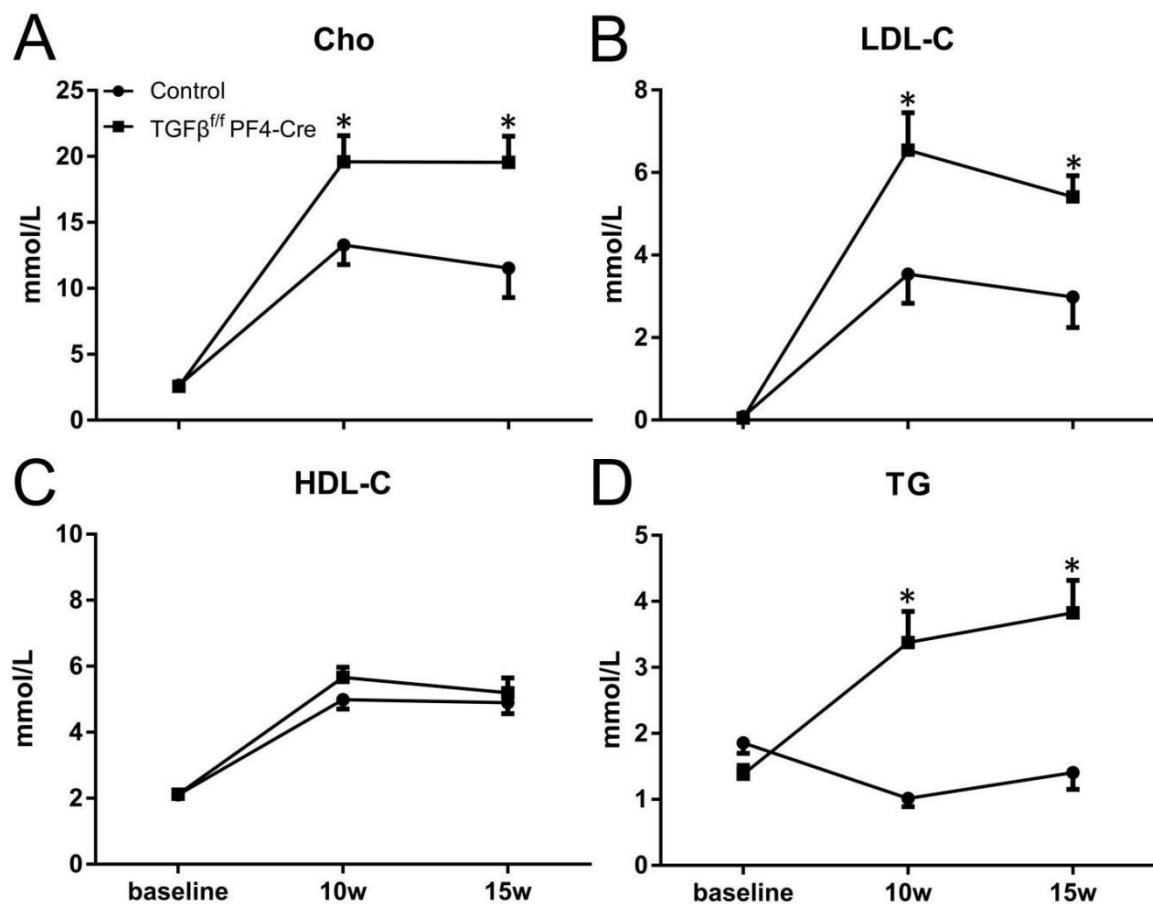 A
Cho
25
20
15
10
5
0
mmol/L
Control
TGFβf/f PF4-Cre
*
*
B
LDL-C
8
6
4
2
0
mmol/L
*
*
C
HDL-C
10
8
6
4
2
0
mmol/L
baseline 10w 15w
D
TG
5
4
3
2
1
0
mmol/L
*
*
baseline 10w 15w